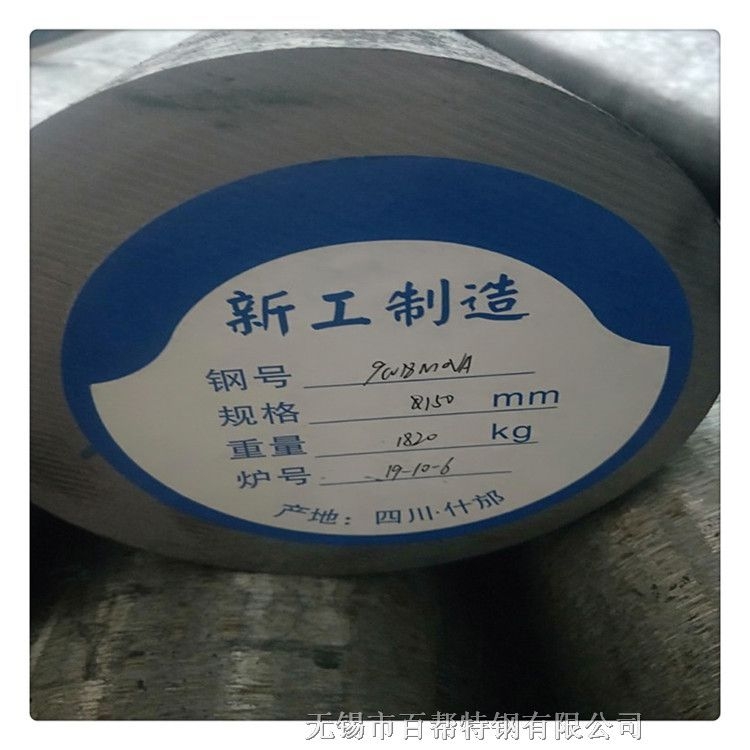 新工制造
钢号 9Cr18MoVA
规格 Ø150 mm
重量 1820 kg
炉号 19-10-6
产地：四川·什邡
无锡市百帮特钢有限公司